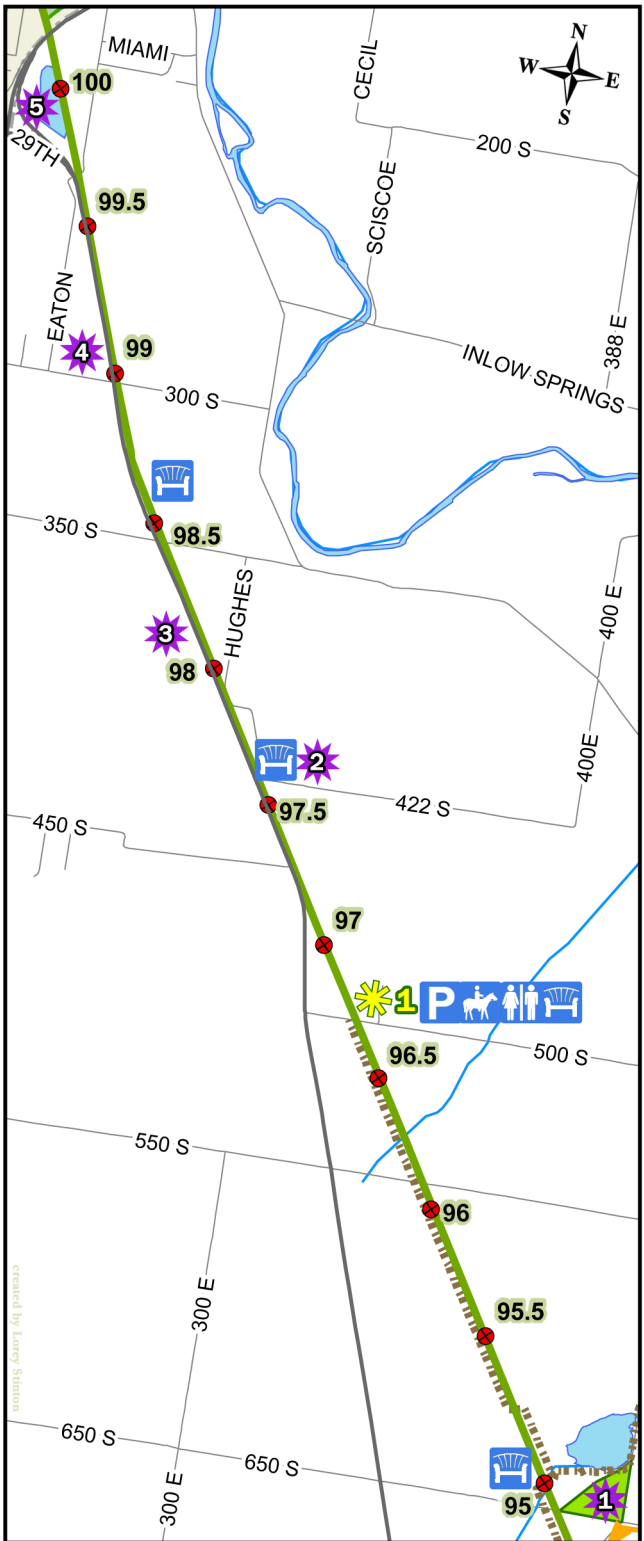 MIAMI
CECIL
N
W
E
S
100
5
29TH
200 S
99.5
SCISCOE
EATON
4
99
388 E
INLOW SPRINGS
300 S
350 S
98.5
HUGHES
400 E
3
98
2
400E
97.5
422 S
450 S
97
1
P
96.5
500 S
550 S
96
300 E
95.5
created by Lorey Stinton
650 S
650 S
95
1
300 E